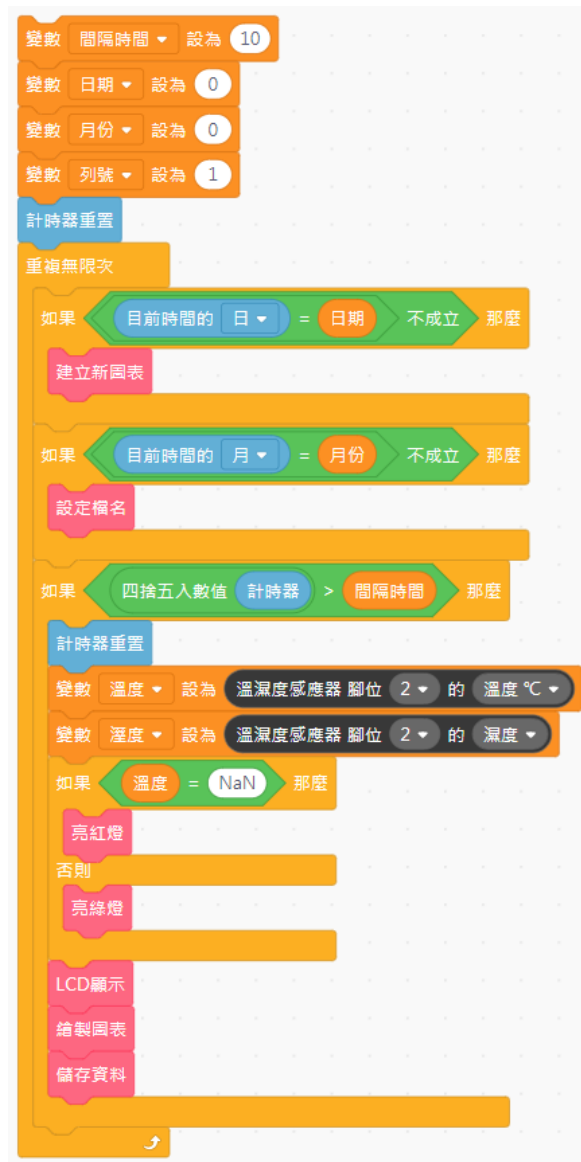 變數 間隔時間 設為 10
變數 日期 設為 0
變數 月份 設為 0
變數 列號 設為 1
計時器重置
重複無限次
如果 目前時間的 日 = 日期 不成立 那麼
建立新圖表
如果 目前時間的 月 = 月份 不成立 那麼
設定檔名
如果 四捨五入數值 計時器 > 間隔時間 那麼
計時器重置
變數 溫度 設為 溫濕度感應器 腳位 2 的 溫度 ℃
變數 溼度 設為 溫濕度感應器 腳位 2 的 濕度
如果 溫度 = NaN 那麼
亮紅燈
否則
亮綠燈
LCD顯示
繪製圖表
儲存資料